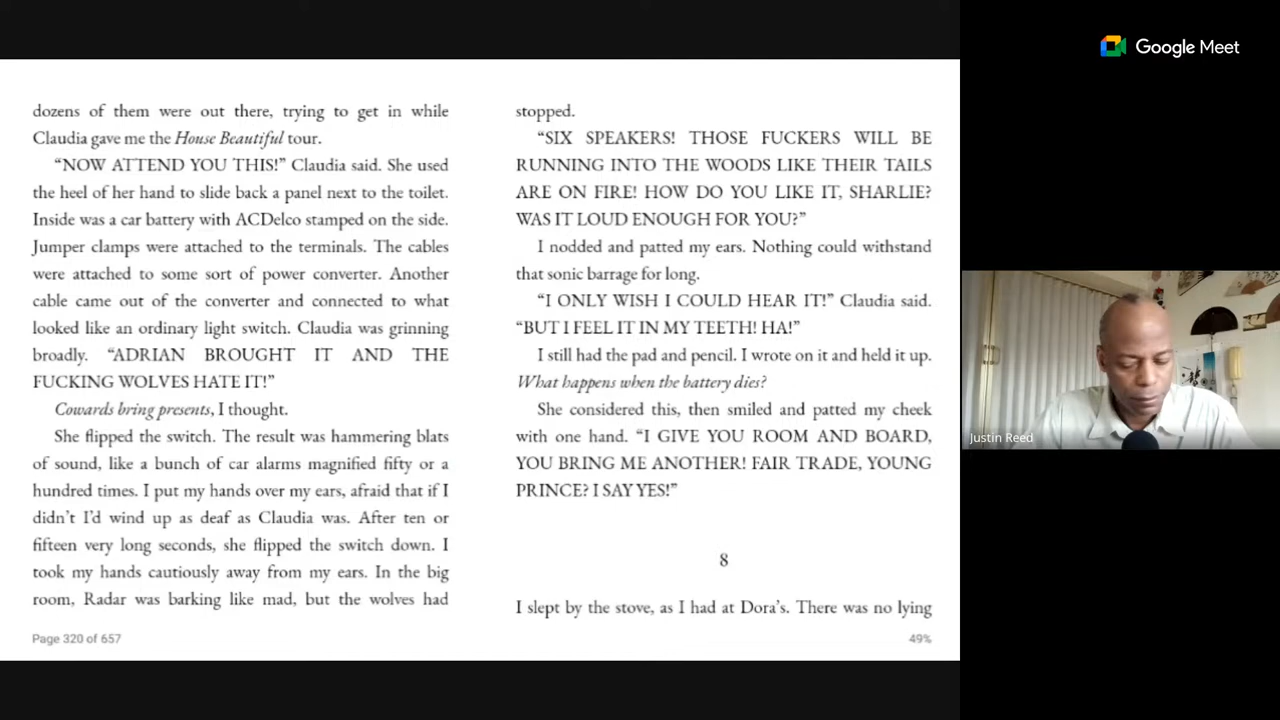 Google Meet
dozens of them were out there, trying to get in while
Claudia gave me the House Beautiful tour.
“NOW ATTEND YOU THIS!” Claudia said. She used
the heel of her hand to slide back a panel next to the toilet.
Inside was a car battery with ACDelco stamped on the side.
Jumper clamps were attached to the terminals. The cables
were attached to some sort of power converter. Another
cable came out of the converter and connected to what
looked like an ordinary light switch. Claudia was grinning
broadly. “ADRIAN BROUGHT IT AND THE
FUCKING WOLVES HATE IT!”
Cowards bring presents, I thought.
She flipped the switch. The result was hammering blats
of sound, like a bunch of car alarms magnified fifty or a
hundred times. I put my hands over my ears, afraid that if I
didn’t I’d wind up as deaf as Claudia was. After ten or
fifteen very long seconds, she flipped the switch down. I
took my hands cautiously away from my ears. In the big
room, Radar was barking like mad, but the wolves had
Page 320 of 657
stopped.
“SIX SPEAKERS! THOSE FUCKERS WILL BE
RUNNING INTO THE WOODS LIKE THEIR TAILS
ARE ON FIRE! HOW DO YOU LIKE IT, SHARLIE?
WAS IT LOUD ENOUGH FOR YOU?”
I nodded and patted my ears. Nothing could withstand
that sonic barrage for long.
“I ONLY WISH I COULD HEAR IT!” Claudia said.
“BUT I FEEL IT IN MY TEETH! HA!”
I still had the pad and pencil. I wrote on it and held it up.
What happens when the battery dies?
She considered this, then smiled and patted my cheek
with one hand. “I GIVE YOU ROOM AND BOARD,
YOU BRING ME ANOTHER! FAIR TRADE, YOUNG
PRINCE? I SAY YES!”
8
I slept by the stove, as I had at Dora’s. There was no lying
49%
Justin Reed